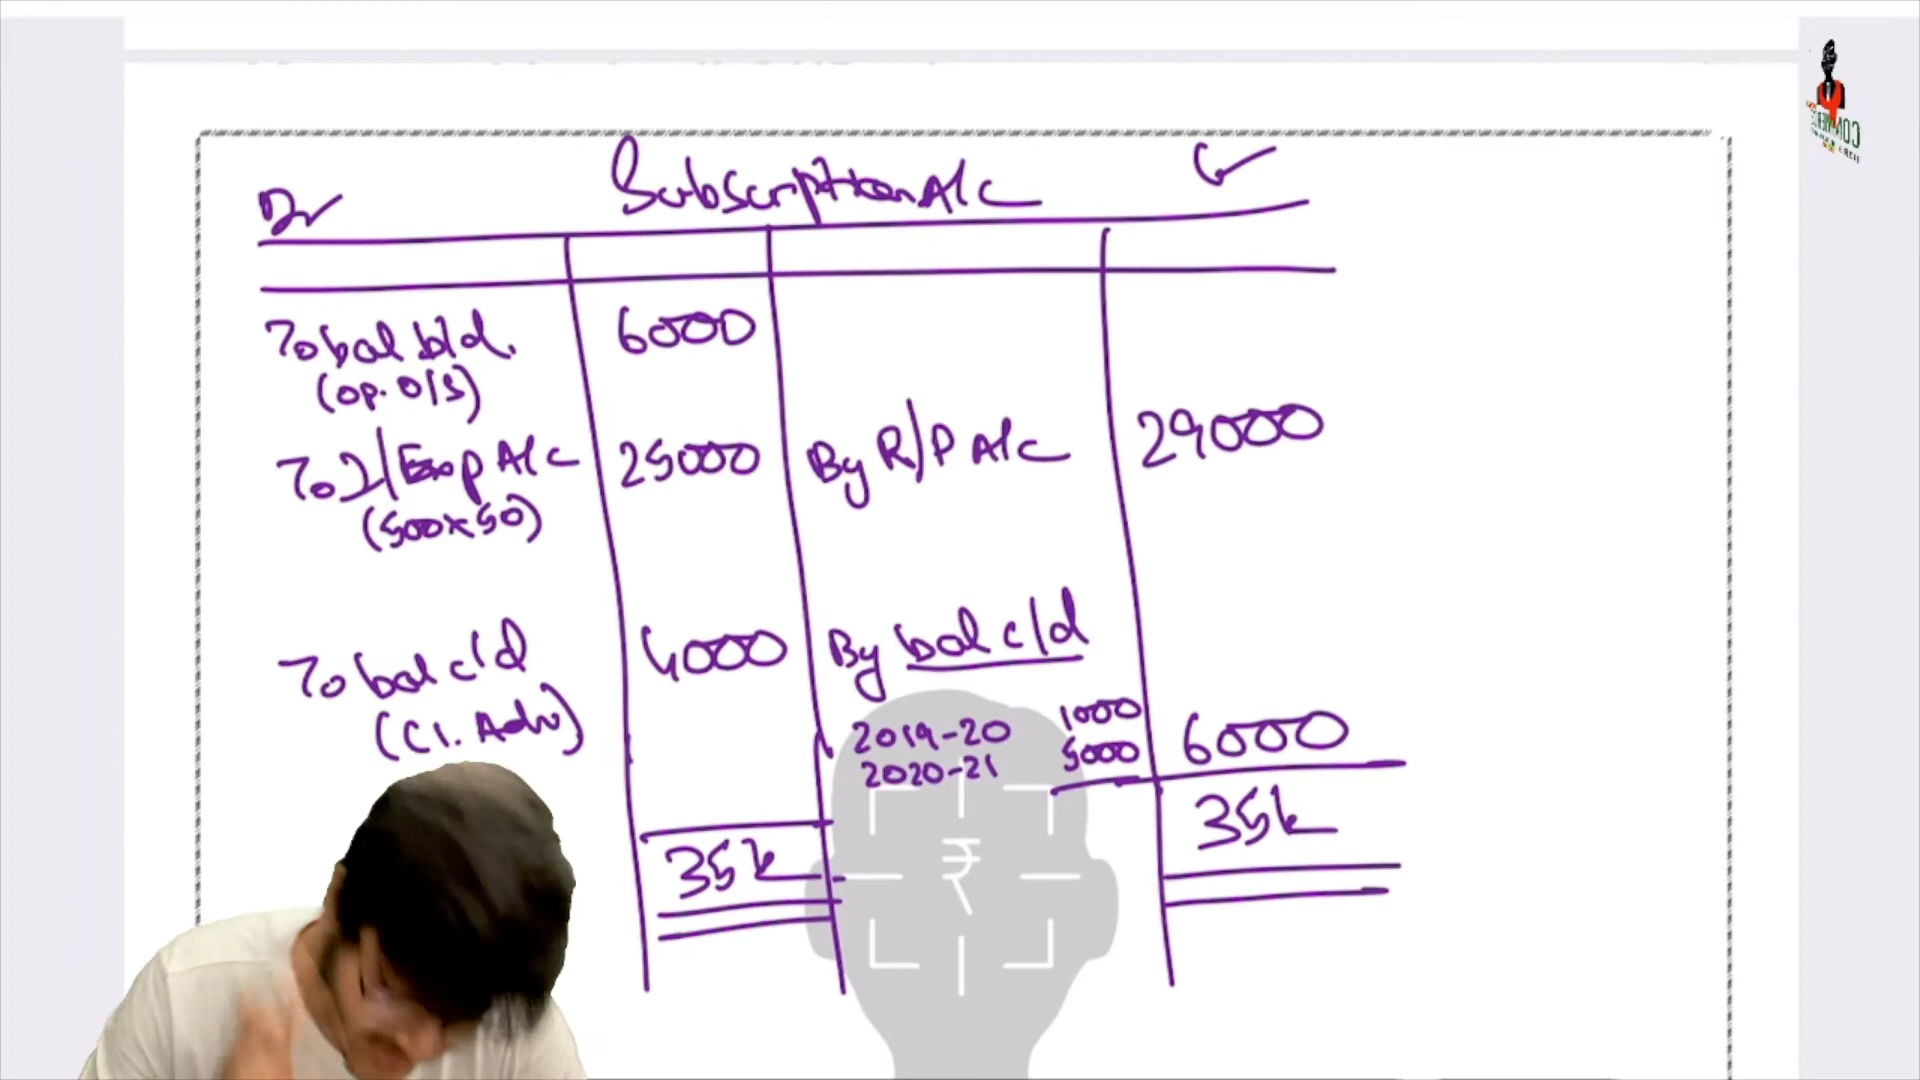 Subscription A/c
Dr
Cr
To bal b/d. 6000
(op. O/S)
To I/Exp A/c 25000 By R/P A/c 29000
(500x50)
To bal c/d 4000 By bal c/d
(Cl. Adv)
2019-20 1000
2020-21 5000 6000
35k 35k
₹